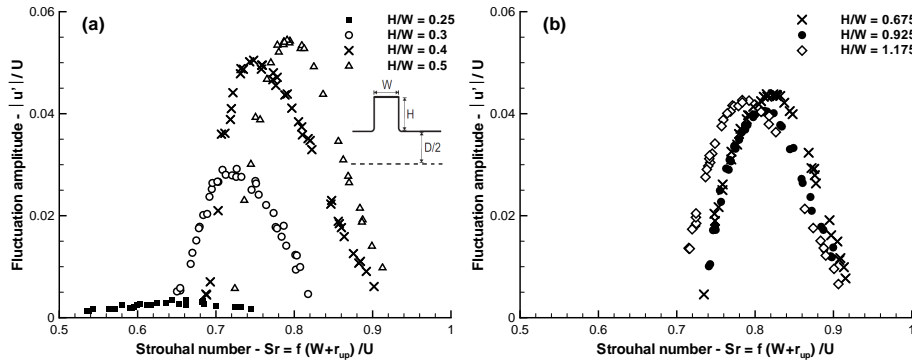 (a)
H/W = 0.25
H/W = 0.3
H/W = 0.4
H/W = 0.5
W
H
D/2
Fluctuation amplitude - |u'| / U
0.06
0.04
0.02
0
0.5 0.6 0.7 0.8 0.9 1
Strouhal number - Sr = f (W+r_up) /U
(b)
H/W = 0.675
H/W = 0.925
H/W = 1.175
Fluctuation amplitude - |u'| / U
0.06
0.04
0.02
0
0.5 0.6 0.7 0.8 0.9 1
Strouhal number - Sr = f (W+r_up) /U